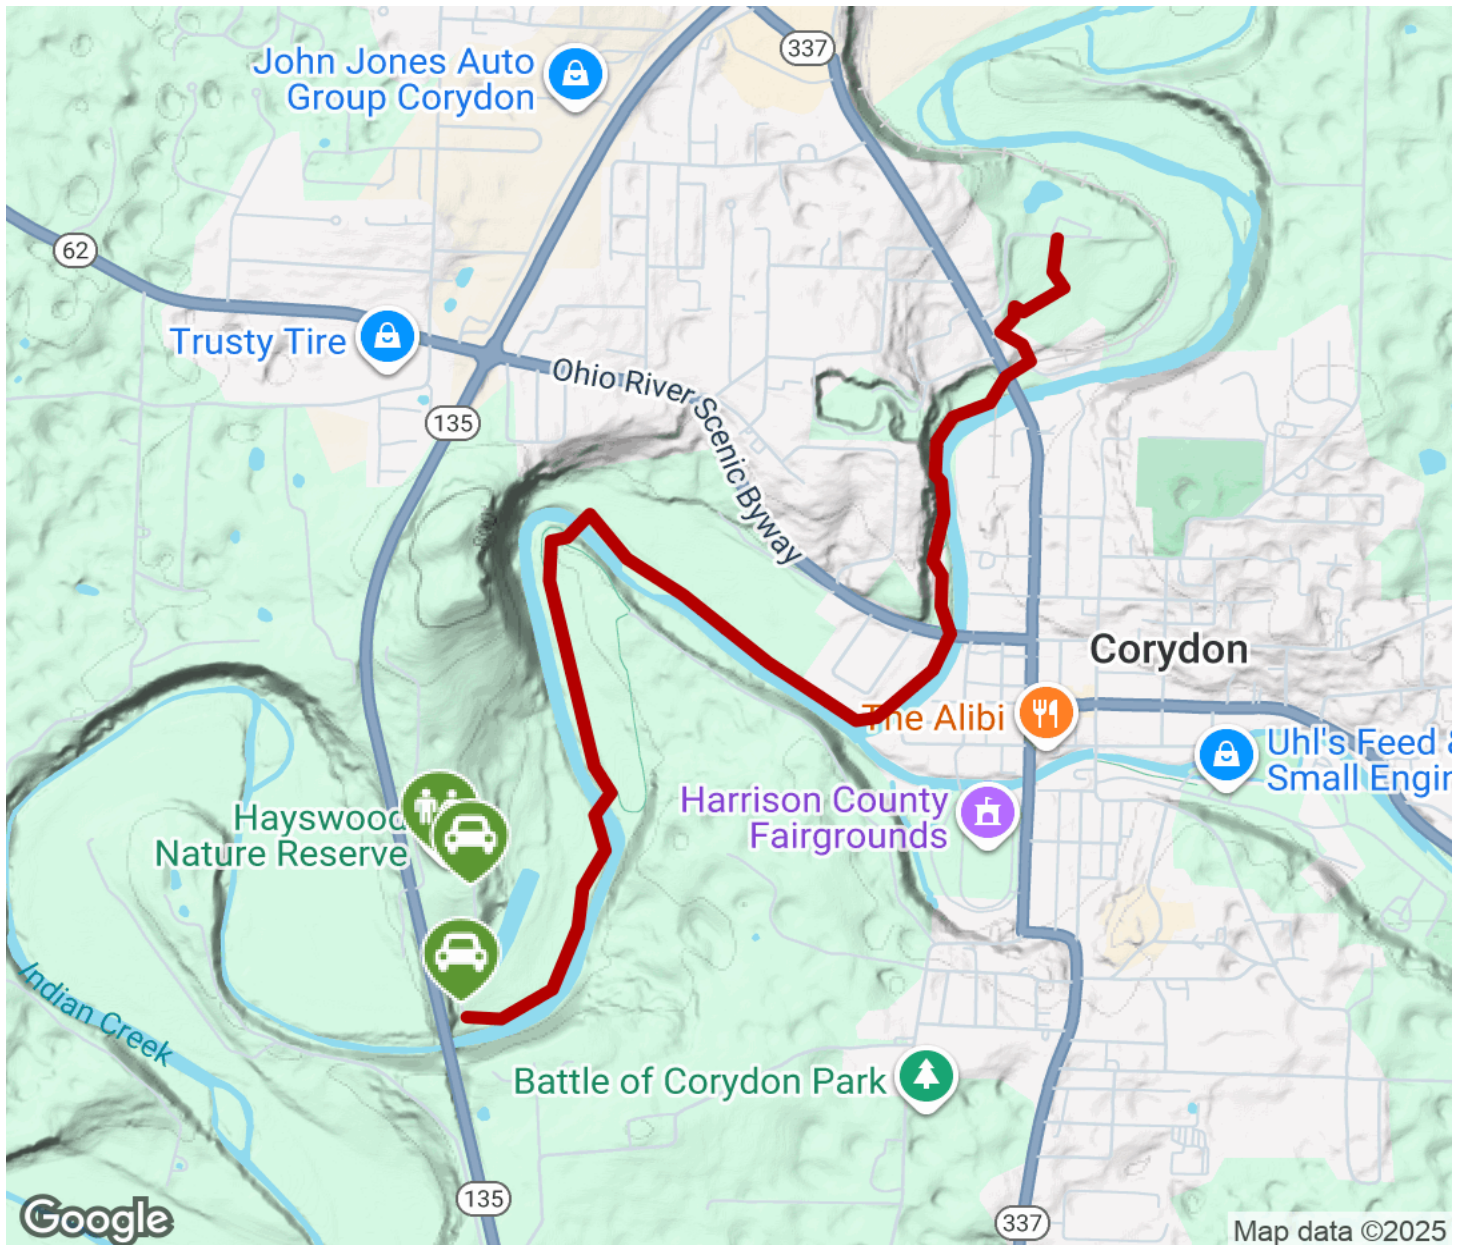 337
John Jones Auto
Group Corydon
62
Trusty Tire
Ohio River Scenic Byway
135
Corydon
The Alibi
Uhl's Feed &
Small Engin
Harrison County
Fairgrounds
Hayswood
Nature Reserve
Indian Creek
Battle of Corydon Park
135
337
Google
Map data ©2025